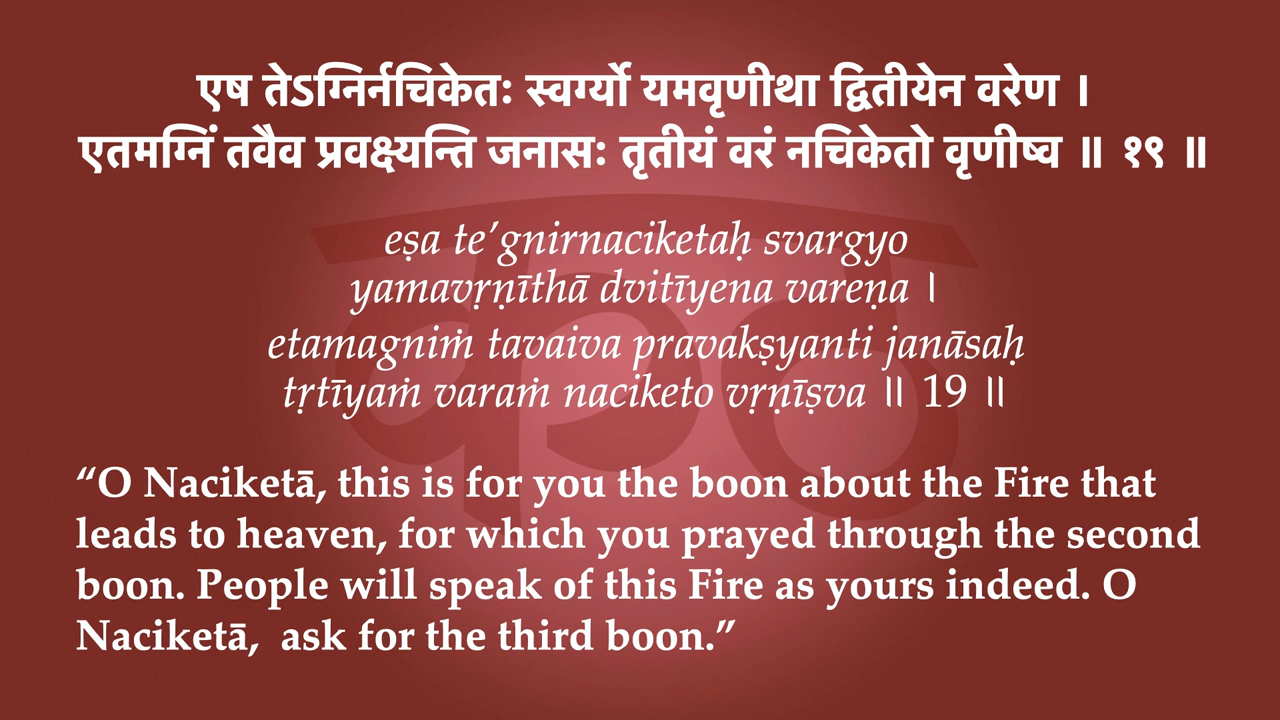 एष तेऽग्निर्नचिकेतः स्वर्ग्यो यमवृणीथा द्वितीयेन वरेण ।
एतमग्निं तवैव प्रवक्ष्यन्ति जनासः तृतीयं वरं नचिकेतो वृणीष्व ॥ १९ ॥
eṣa te’gnirnaciketaḥ svargyo
yamavṛṇīthā dvitīyena vareṇa ।
etamagniṁ tavaiva pravakṣyanti janāsaḥ
tṛtīyaṁ varaṁ naciketo vṛṇīṣva ॥ 19 ॥
“O Naciketā, this is for you the boon about the Fire that
leads to heaven, for which you prayed through the second
boon. People will speak of this Fire as yours indeed. O
Naciketā,  ask for the third boon.”
कठ